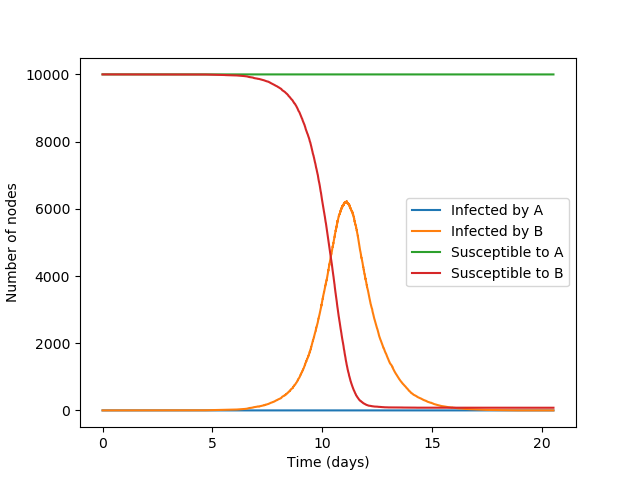 10000
8000
6000
4000
2000
0
Number of nodes
Infected by A
Infected by B
Susceptible to A
Susceptible to B
0 5 10 15 20
Time (days)